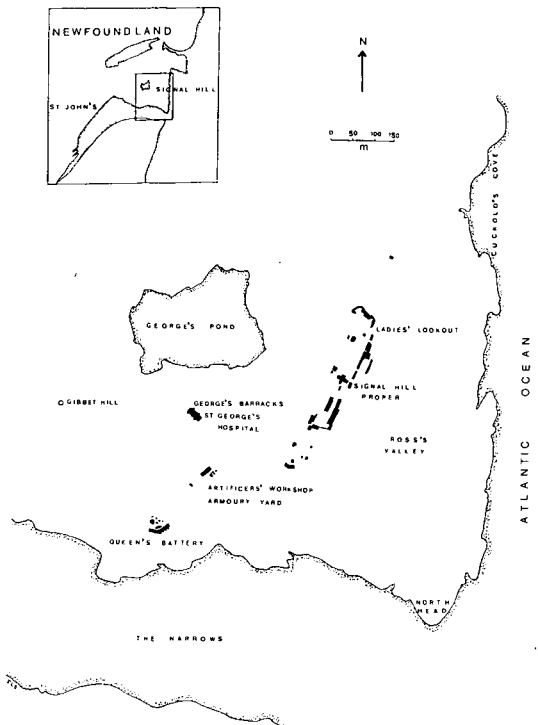 NEWFOUNDLAND
SIGNAL HILL
ST JOHN'S
N
0 50 100 150
m
CUCKOLD'S COVE
GEORGE'S POND
LADIES' LOOKOUT
SIGNAL HILL
PROPER
GIBBET HILL
GEORGE'S BARRACKS
ST GEORGE'S
HOSPITAL
ROSS'S
VALLEY
ATLANTIC OCEAN
ARTIFICERS' WORKSHOP
ARMOURY YARD
QUEEN'S BATTERY
NORTH
HEAD
THE NARROWS